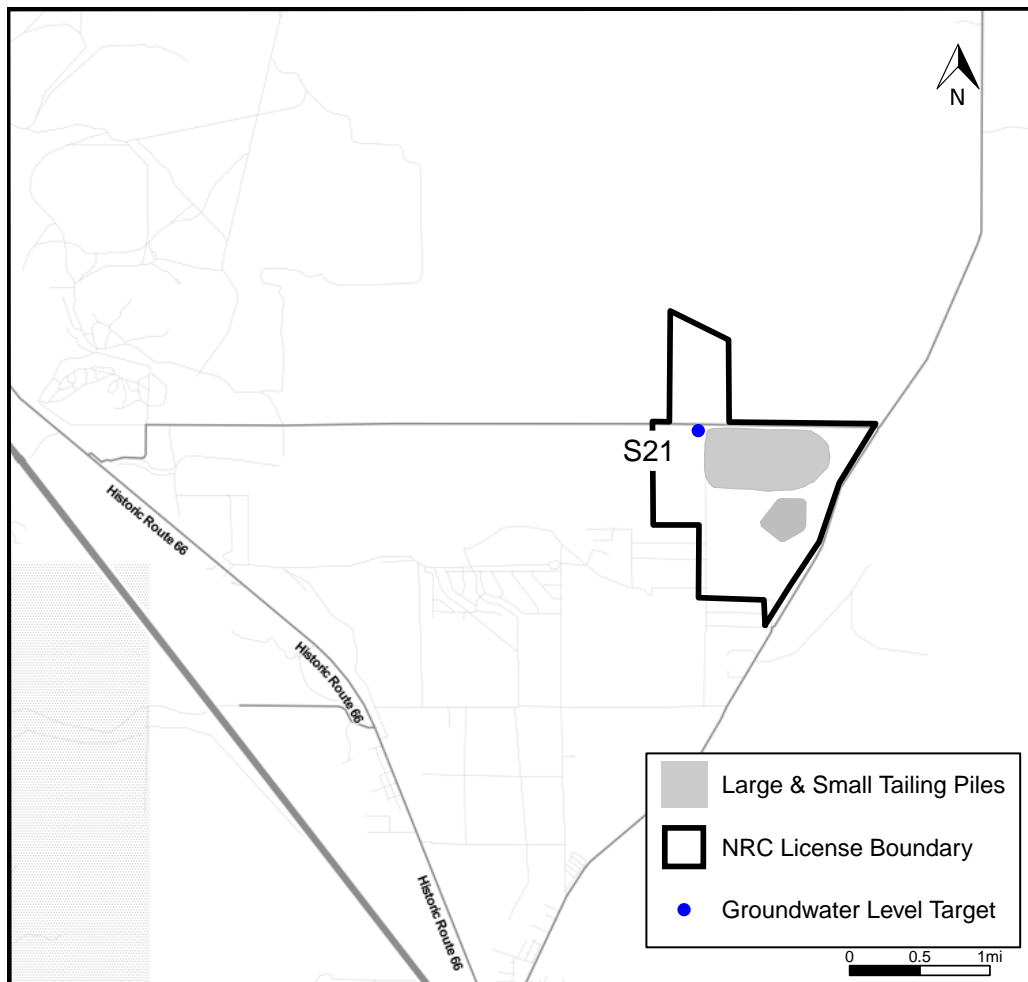 N
S21
Historic Route 66
Historic Route 66
Historic Route 66
Large & Small Tailing Piles
NRC License Boundary
Groundwater Level Target
0 0.5 1mi